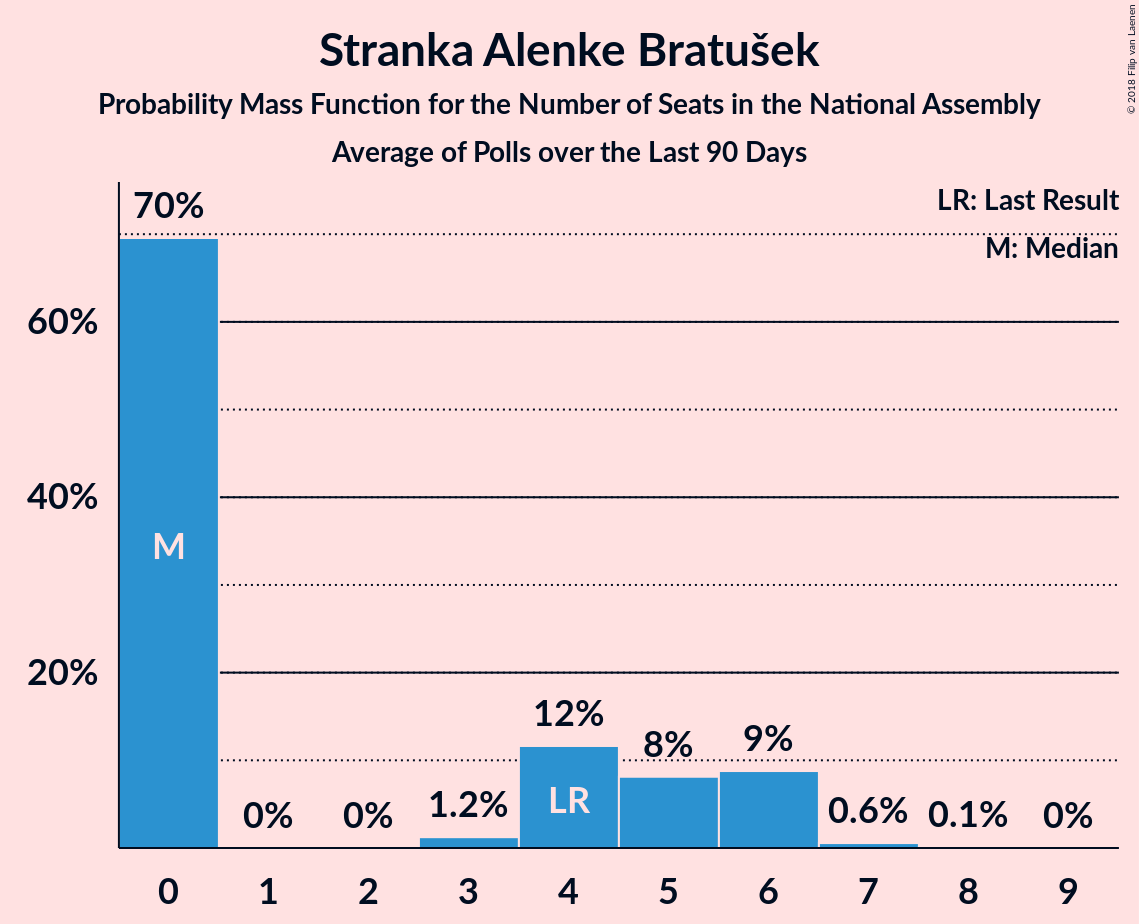 Stranka Alenke Bratušek
Probability Mass Function for the Number of Seats in the National Assembly
Average of Polls over the Last 90 Days
© 2018 Filip van Laenen
LR: Last Result
M: Median
70%
60%
40%
20%
M
0%
0%
1.2%
12%
LR
8%
9%
0.6%
0.1%
0%
0 1 2 3 4 5 6 7 8 9